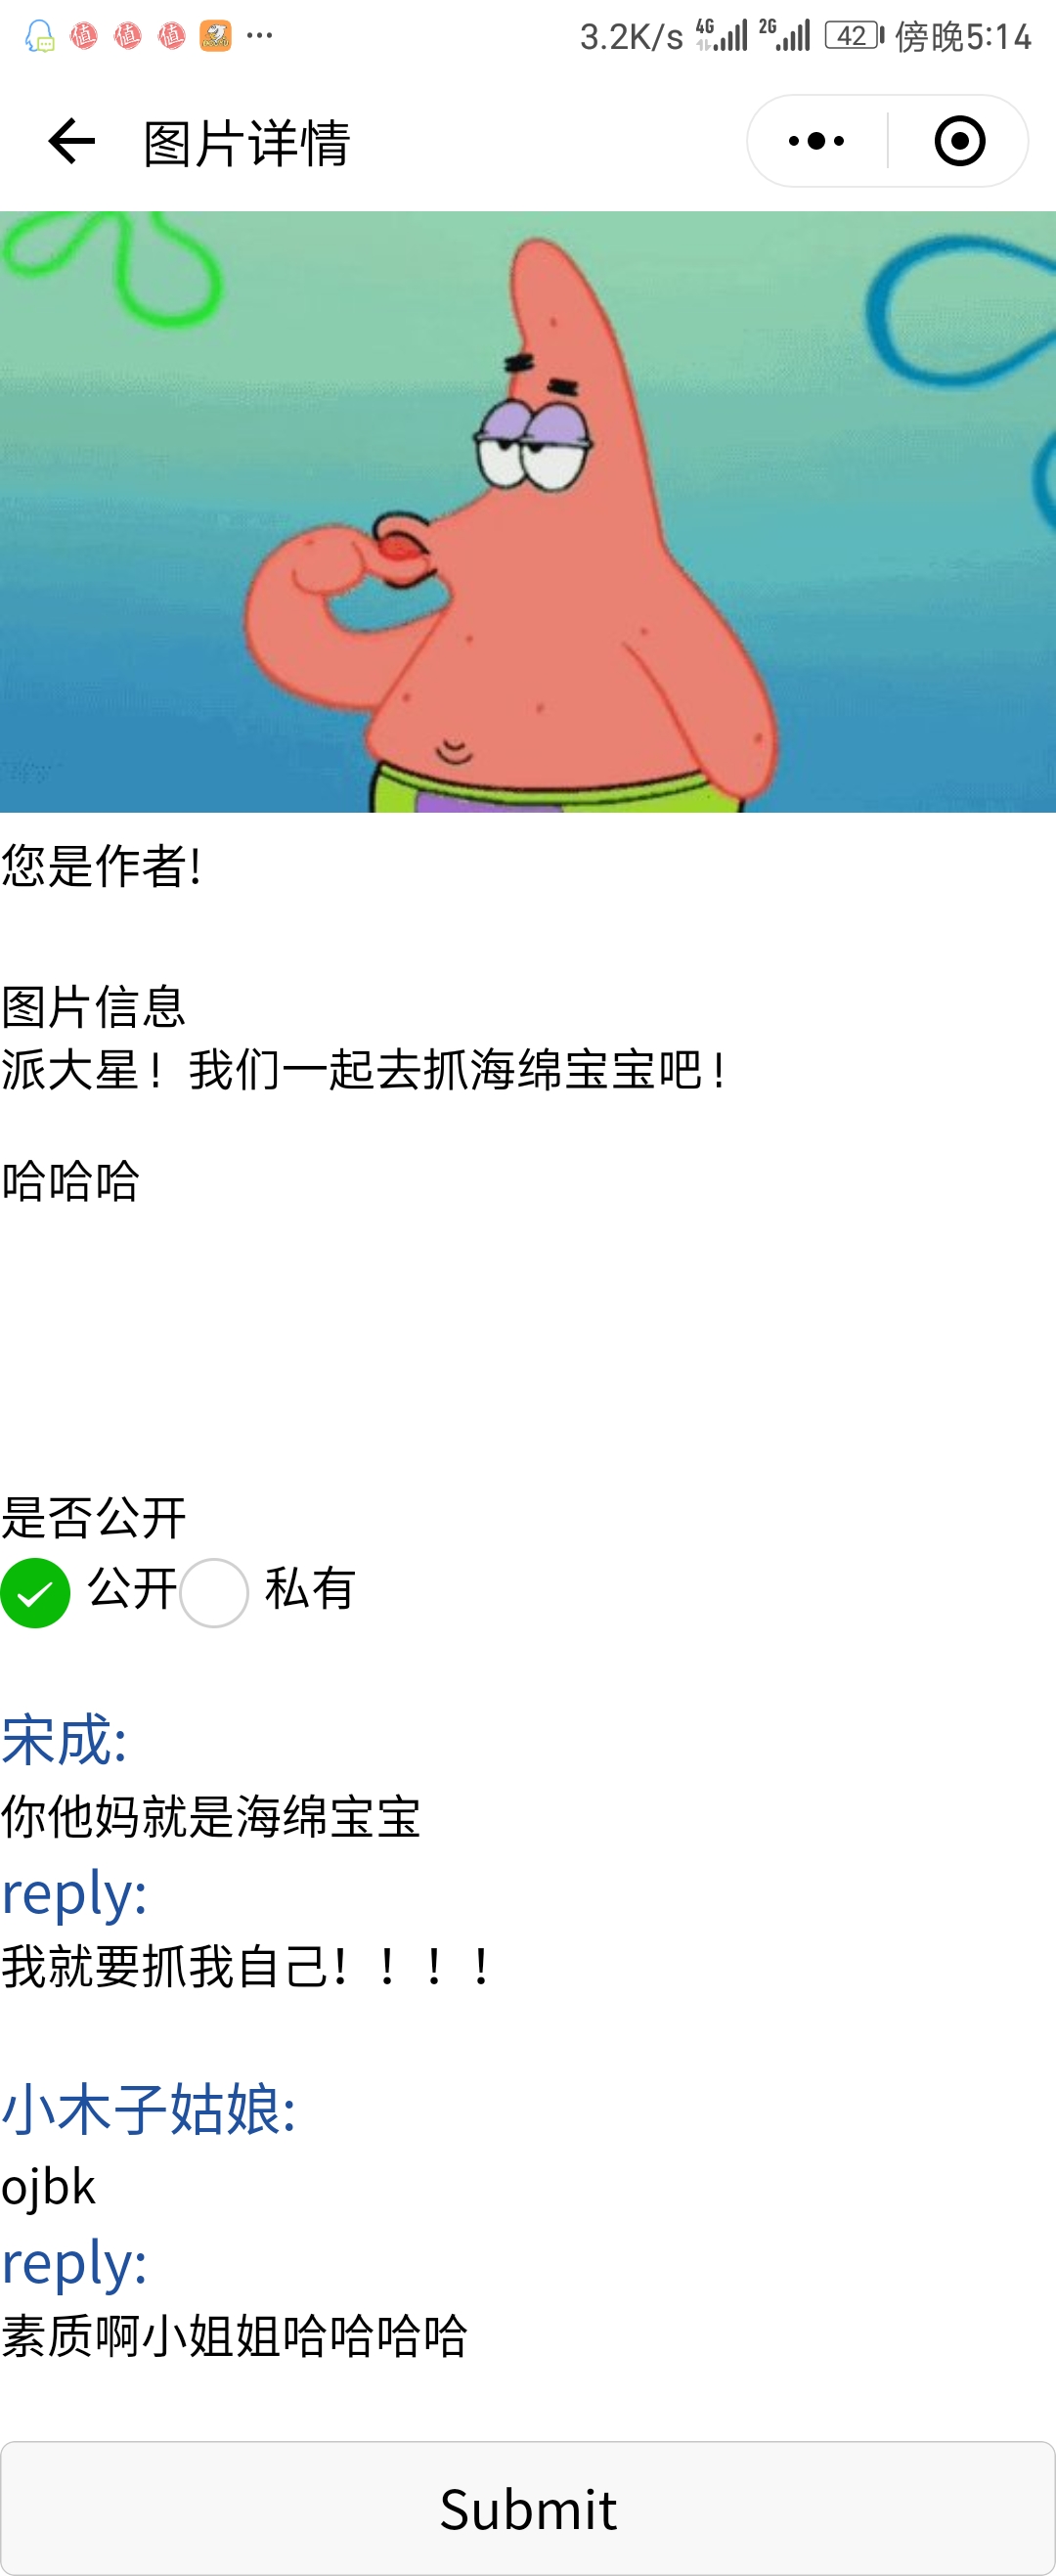 值 值 值 ... 3.2K/s 4G 2G 42 傍晚5:14
图片详情
您是作者!
图片信息
派大星！我们一起去抓海绵宝宝吧！
哈哈哈
是否公开
公开 私有
宋成:
你他妈就是海绵宝宝
reply:
我就要抓我自己！！！！
小木子姑娘:
ojbk
reply:
素质啊小姐姐哈哈哈哈
Submit